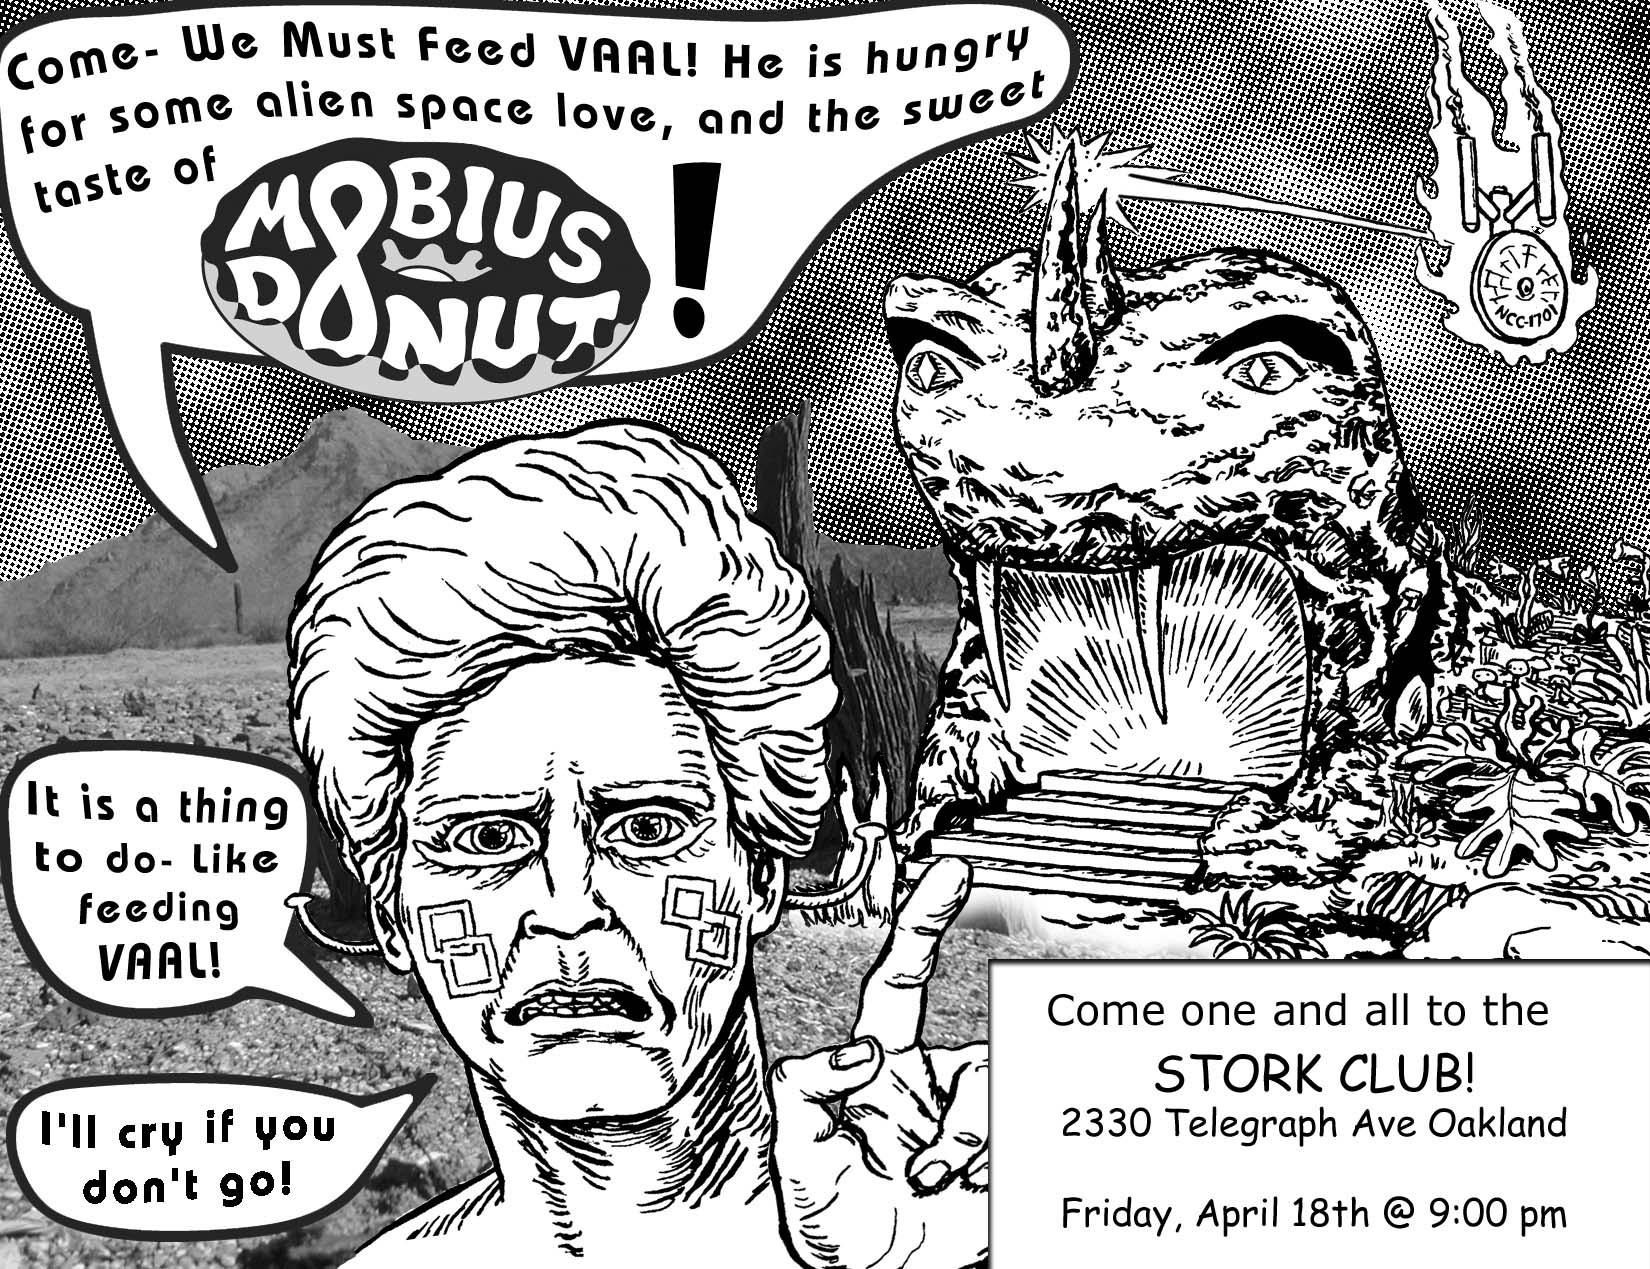 Come- We Must Feed VAAL! He is hungry
for some alien space love, and the sweet
taste of
MOBIUS
DONUT
!
NCC-1701
It is a thing
to do- Like
feeding
VAAL!
I'll cry if you
don't go!
Come one and all to the
STORK CLUB!
2330 Telegraph Ave Oakland
Friday, April 18th @ 9:00 pm